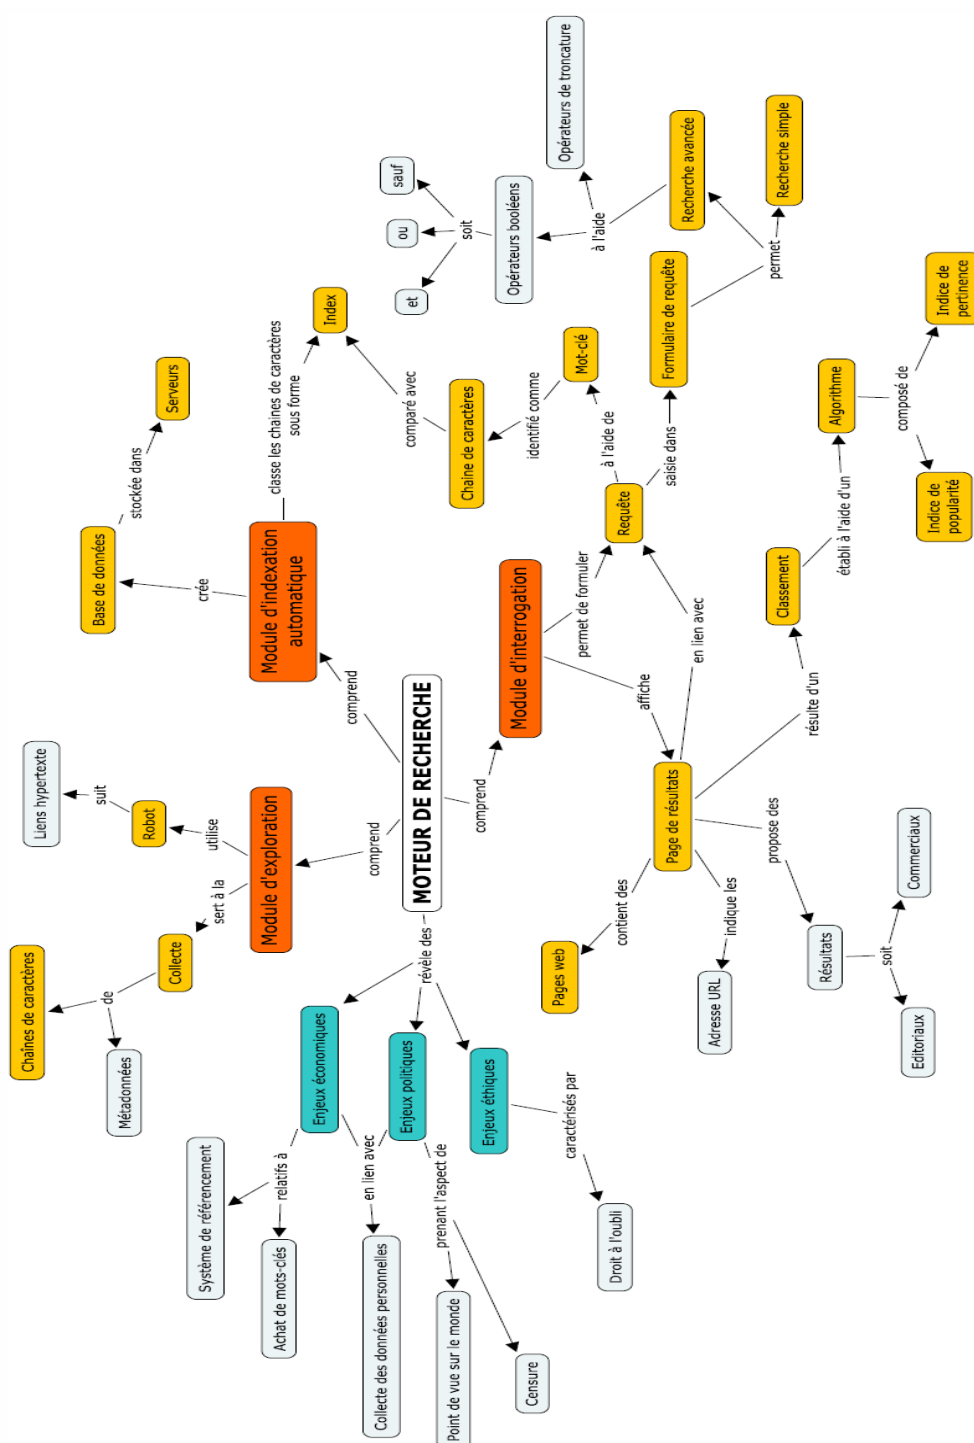 Système de référencement
Achat de mots-clés
Collecte des données personnelles
Point de vue sur le monde
Censure
Droit à l'oubli
relatifs à
en lien avec
prenant l'aspect de
caractérisés par
Enjeux économiques
Enjeux politiques
Enjeux éthiques
révèle des
Chaînes de caractères
Métadonnées
de
Collecte
sert à la
Module d'exploration
utilise
Robot
suit
Liens hypertexte
comprend
MOTEUR DE RECHERCHE
comprend
comprend
Module d'indexation
automatique
crée
Base de données
stockée dans
Serveurs
classe les chaines de caractères
sous forme
Index
comparé avec
Chaine de caractères
identifié comme
Mot-clé
à l'aide de
Module d'interrogation
permet de formuler
Requête
saisie dans
Formulaire de requête
permet
Recherche avancée
Recherche simple
à l'aide
Opérateurs booléens
Opérateurs de troncature
soit
et
ou
sauf
affiche
en lien avec
Page de résultats
contient des
Pages web
indique les
Adresse URL
propose des
Résultats
soit
Editoriaux
Commerciaux
résulte d'un
Classement
établi à l'aide d'un
Algorithme
composé de
Indice de
popularité
Indice de
pertinence